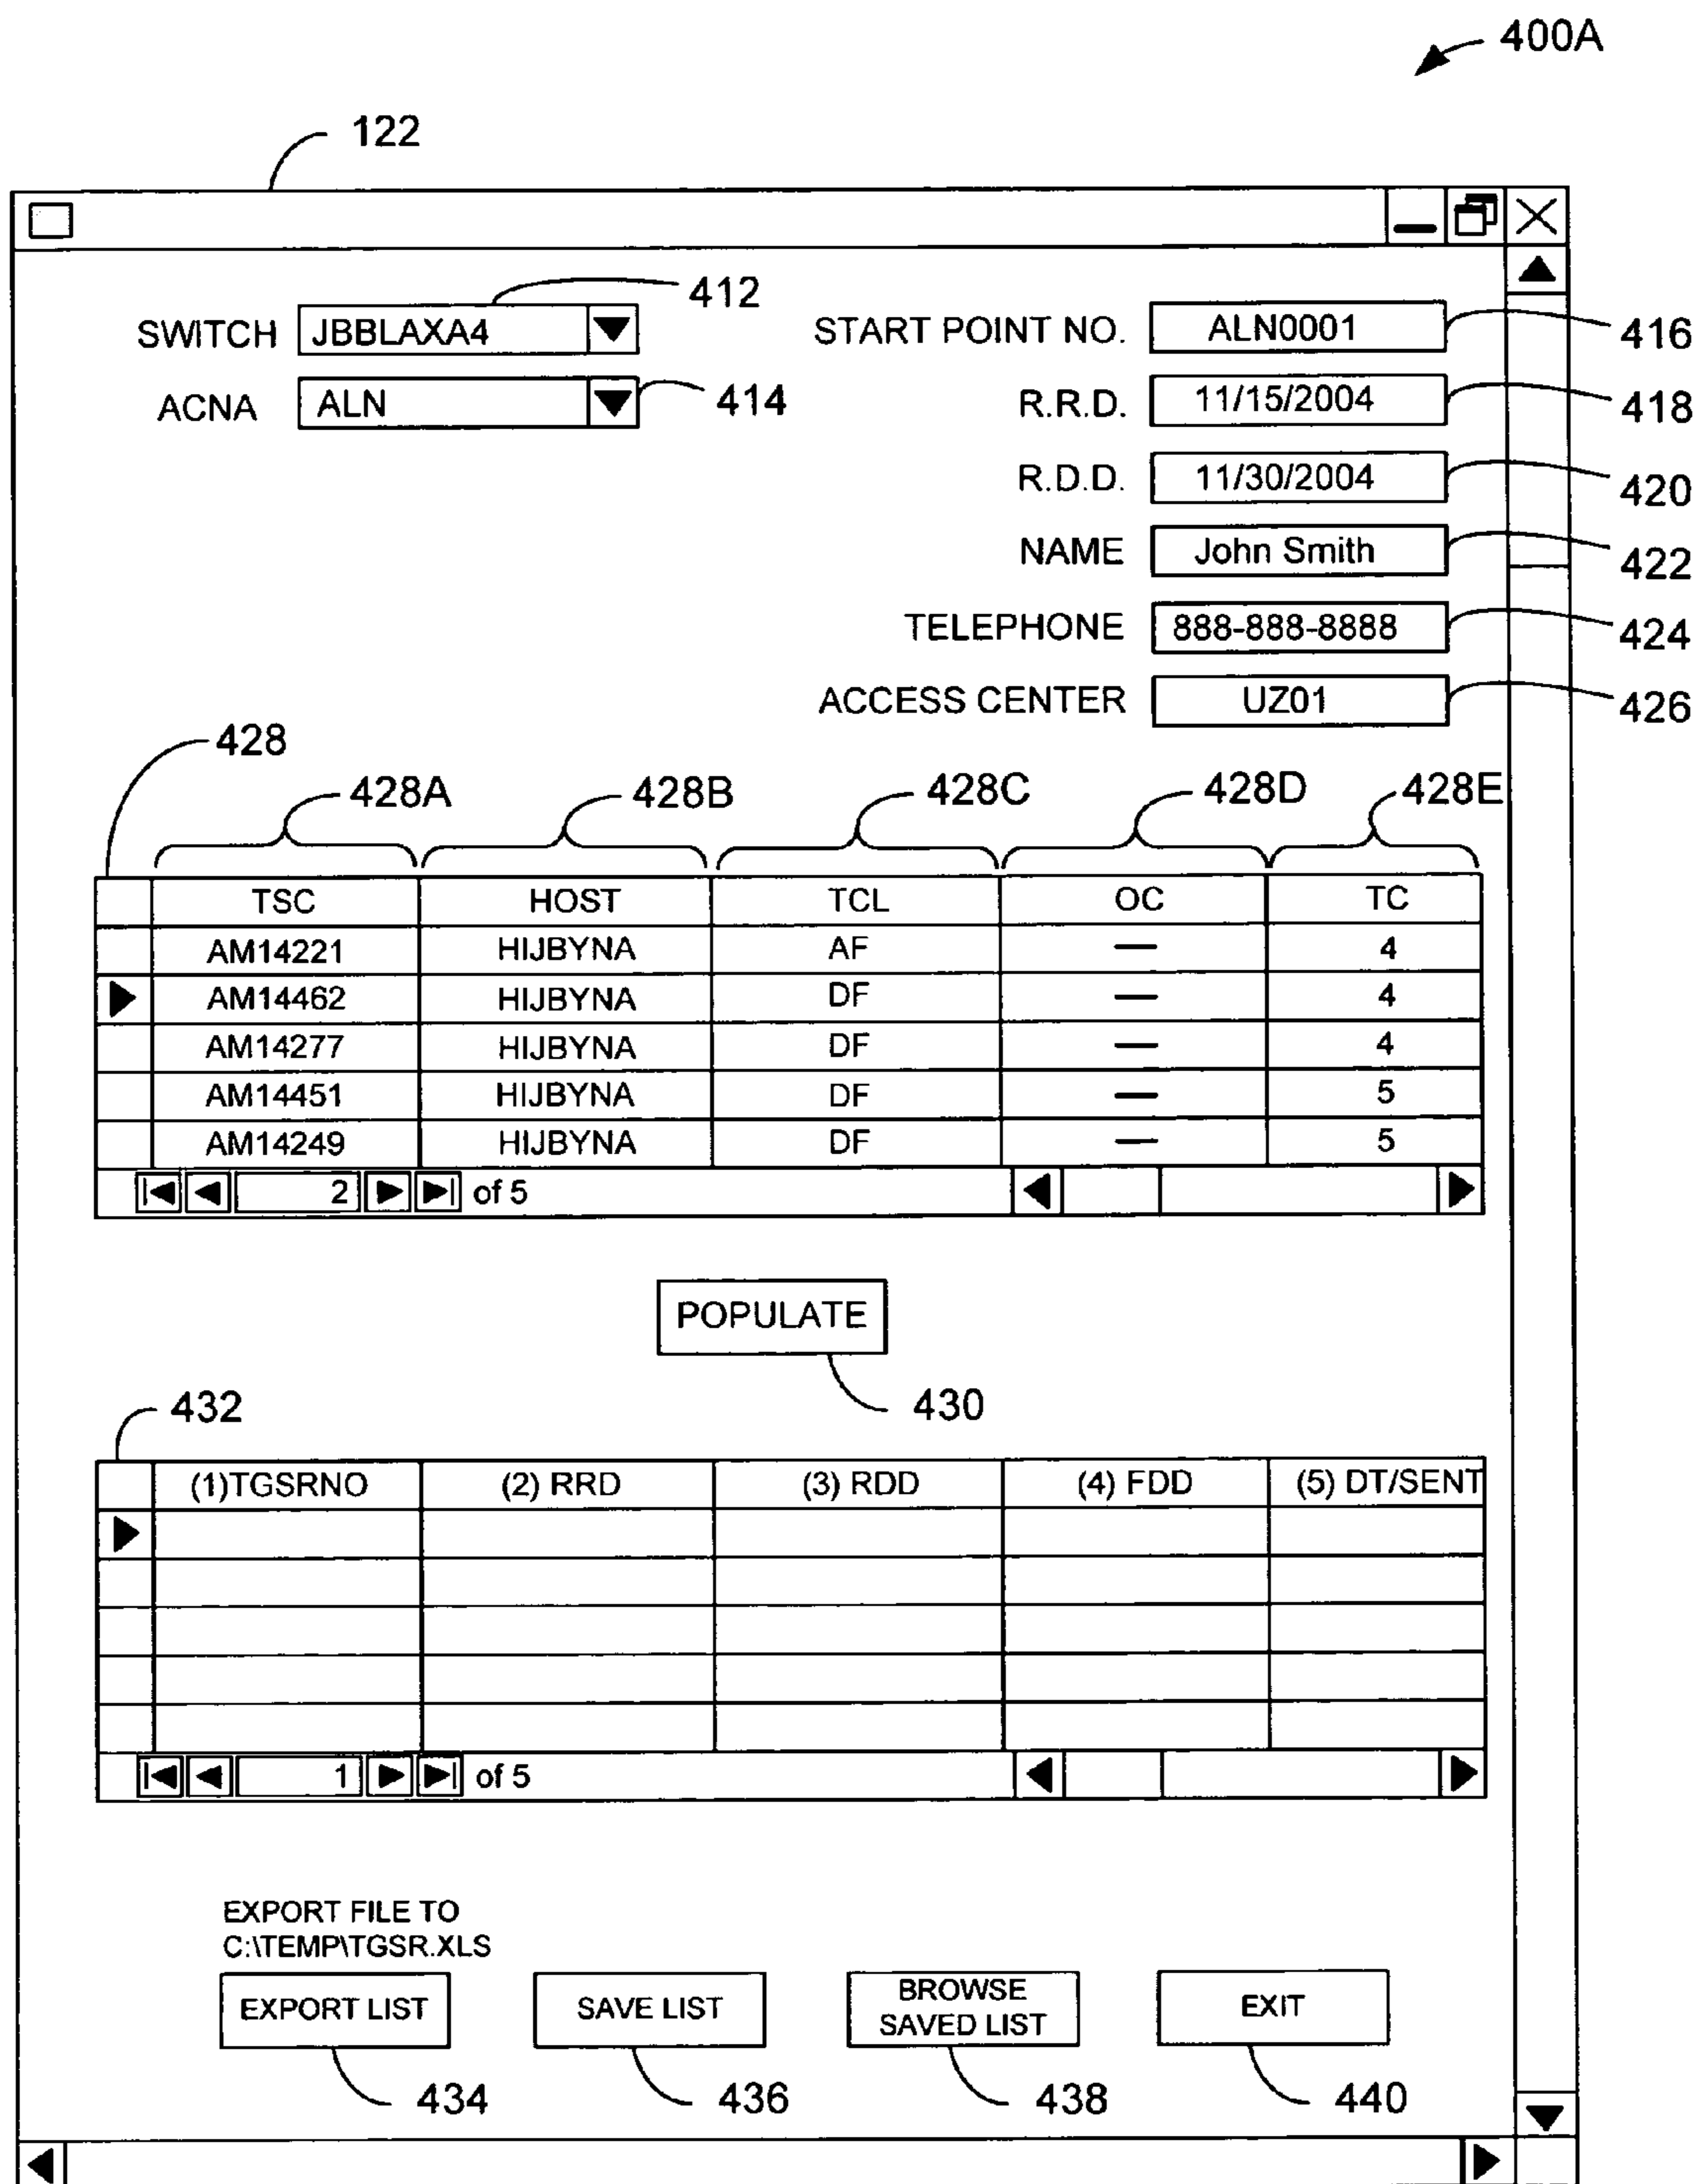 400A
122
412
SWITCH JBBLAXA4 START POINT NO. ALN0001 416
ACNA ALN 414 R.R.D. 11/15/2004 418
R.D.D. 11/30/2004 420
NAME John Smith 422
TELEPHONE 888-888-8888 424
ACCESS CENTER UZ01 426
428
428A 428B 428C 428D 428E
TSC HOST TCL OC TC
AM14221 HIJBYNA AF — 4
AM14462 HIJBYNA DF — 4
AM14277 HIJBYNA DF — 4
AM14451 HIJBYNA DF — 5
AM14249 HIJBYNA DF — 5
2 of 5
POPULATE
430
432
(1)TGSRNO (2) RRD (3) RDD (4) FDD (5) DT/SENT
1 of 5
EXPORT FILE TO
C:\TEMP\TGSR.XLS
EXPORT LIST SAVE LIST BROWSE SAVED LIST EXIT
434 436 438 440